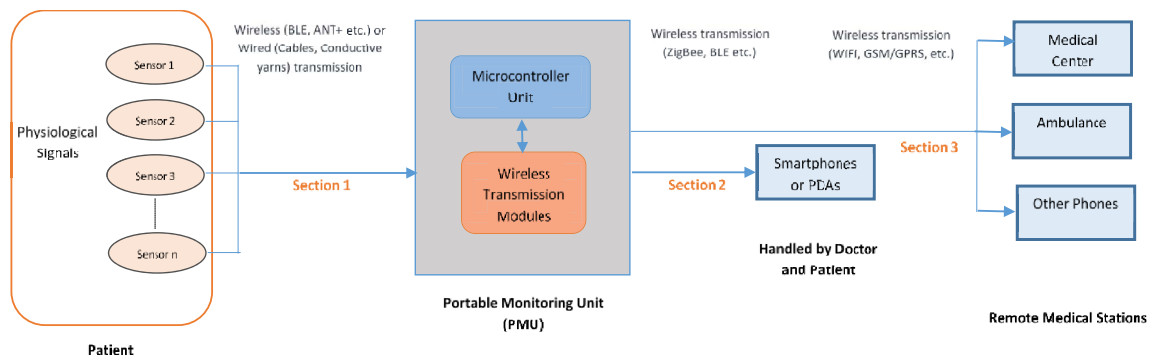 Physiological
Signals
Sensor 1
Sensor 2
Sensor 3
Sensor n
Patient
Wireless (BLE, ANT+ etc.) or
Wired (Cables, Conductive
yarns) transmission
Section 1
Microcontroller
Unit
Wireless
Transmission
Modules
Portable Monitoring Unit
(PMU)
Wireless transmission
(ZigBee, BLE etc.)
Section 2
Smartphones
or PDAs
Handled by Doctor
and Patient
Wireless transmission
(WIFI, GSM/GPRS, etc.)
Section 3
Medical
Center
Ambulance
Other Phones
Remote Medical Stations